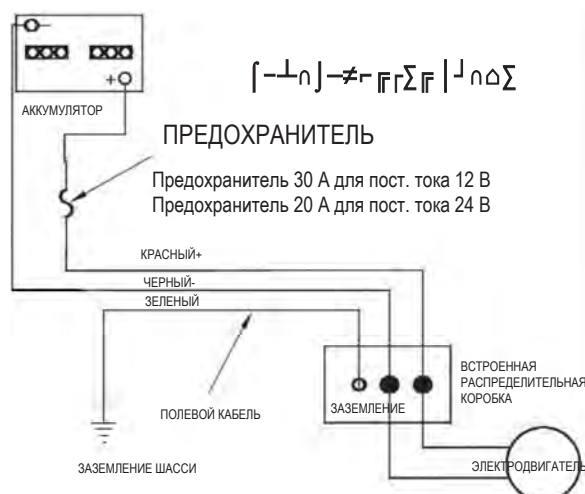 АККУМУЛЯТОР
ПРЕДОХРАНИТЕЛЬ
Предохранитель 30 А для пост. тока 12 В
Предохранитель 20 А для пост. тока 24 В
КРАСНЫЙ+
ЧЕРНЫЙ-
ЗЕЛЕНЫЙ
ПОЛЕВОЙ КАБЕЛЬ
ЗАЗЕМЛЕНИЕ ШАССИ
ЗАЗЕМЛЕНИЕ
ВСТРОЕННАЯ
РАСПРЕДЕЛИТЕЛЬНАЯ
КОРОБКА
ЭЛЕКТРОДВИГАТЕЛЬ